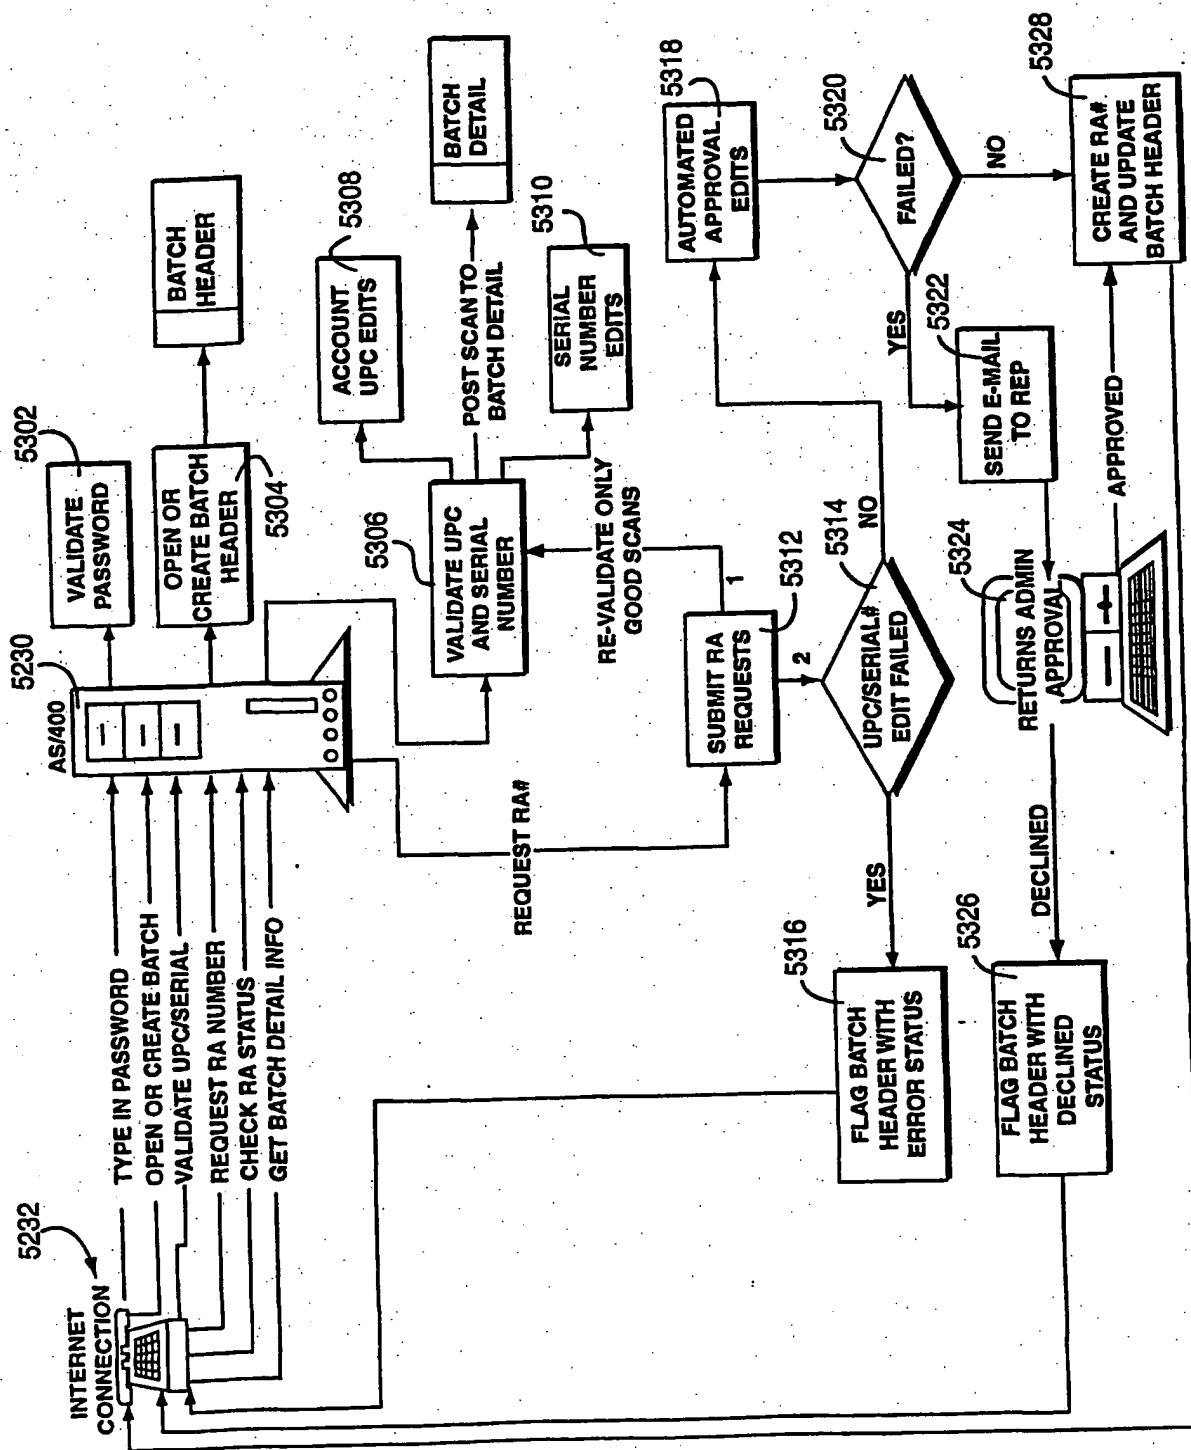 INTERNET
CONNECTION
5232
TYPE IN PASSWORD
OPEN OR CREATE BATCH
VALIDATE UPC/SERIAL
REQUEST RA NUMBER
CHECK RA STATUS
GET BATCH DETAIL INFO
AS/400
5230
VALIDATE
PASSWORD
5302
OPEN OR
CREATE BATCH
HEADER
5304
BATCH
HEADER
5306
VALIDATE UPC
AND SERIAL
NUMBER
ACCOUNT
UPC EDITS
5308
POST SCAN TO
BATCH DETAIL
BATCH
DETAIL
SERIAL
NUMBER
EDITS
5310
REQUEST RA#
RE-VALIDATE ONLY
GOOD SCANS
SUBMIT RA
REQUESTS
5312
1
2
UPC/SERIAL#
EDIT FAILED
5314
YES
NO
5316
FLAG BATCH
HEADER WITH
ERROR STATUS
AUTOMATED
APPROVAL
EDITS
5318
FAILED?
5320
YES
NO
SEND E-MAIL
TO REP
5322
5324
RETURNS ADMIN
APPROVAL
DECLINED
APPROVED
5326
FLAG BATCH
HEADER WITH
DECLINED
STATUS
CREATE RA#
AND UPDATE
BATCH HEADER
5328